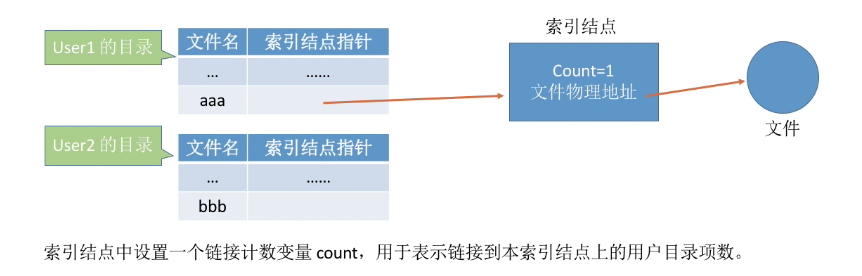 索引结点
User1 的目录
文件名 索引结点指针
... ......
aaa
Count=1
文件物理地址
文件
User2 的目录
文件名 索引结点指针
... ......
bbb
索引结点中设置一个链接计数变量 count，用于表示链接到本索引结点上的用户目录项数。